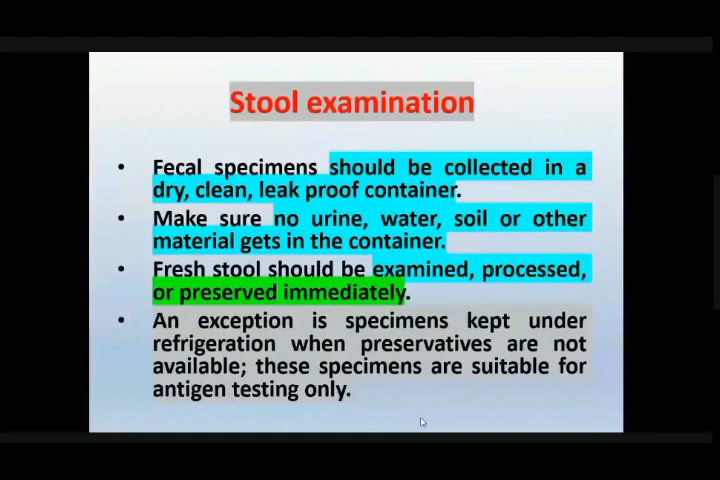 Stool examination
• Fecal specimens should be collected in a
dry, clean, leak proof container.
• Make sure no urine, water, soil or other
material gets in the container.
• Fresh stool should be examined, processed,
or preserved immediately.
• An exception is specimens kept under
refrigeration when preservatives are not
available; these specimens are suitable for
antigen testing only.